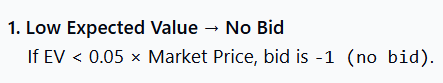 1. Low Expected Value → No Bid
If EV < 0.05 × Market Price, bid is -1 (no bid).